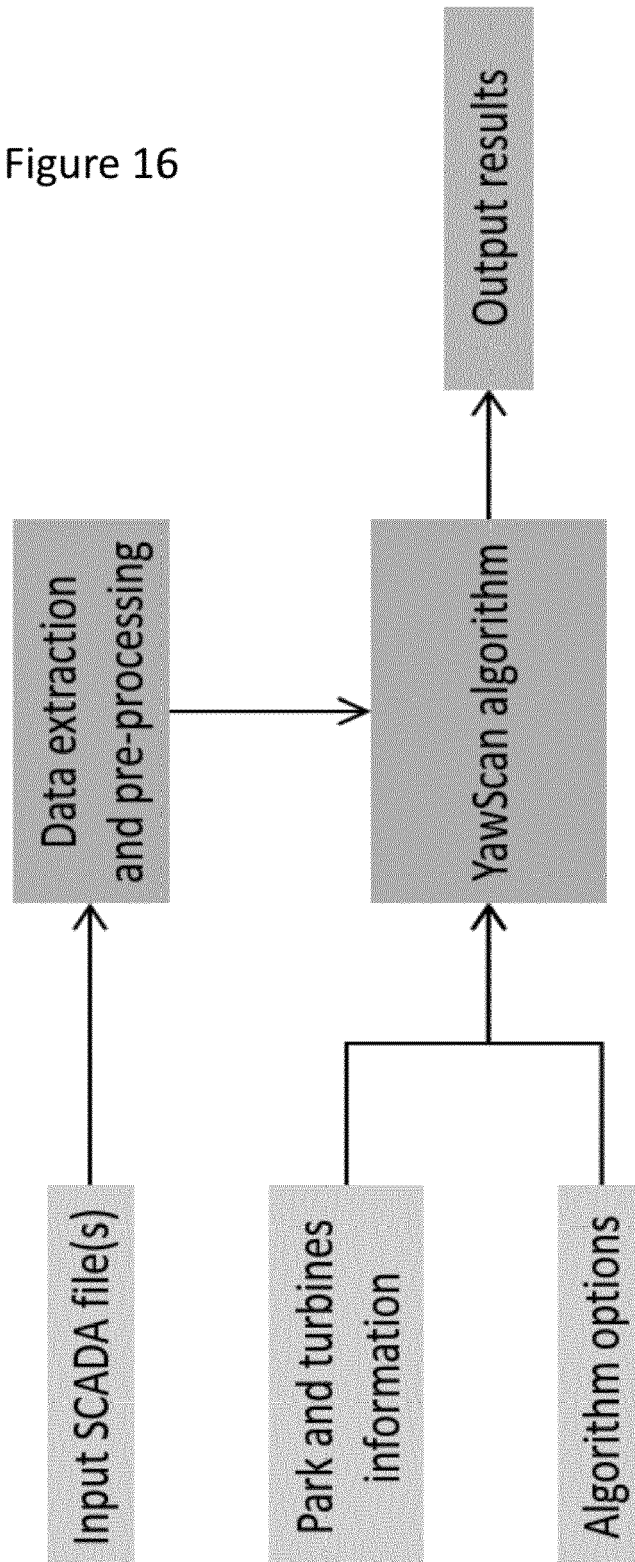 Figure 16
Input SCADA file(s)
Data extraction
and pre-processing
Park and turbines
information
Algorithm options
YawScan algorithm
Output results